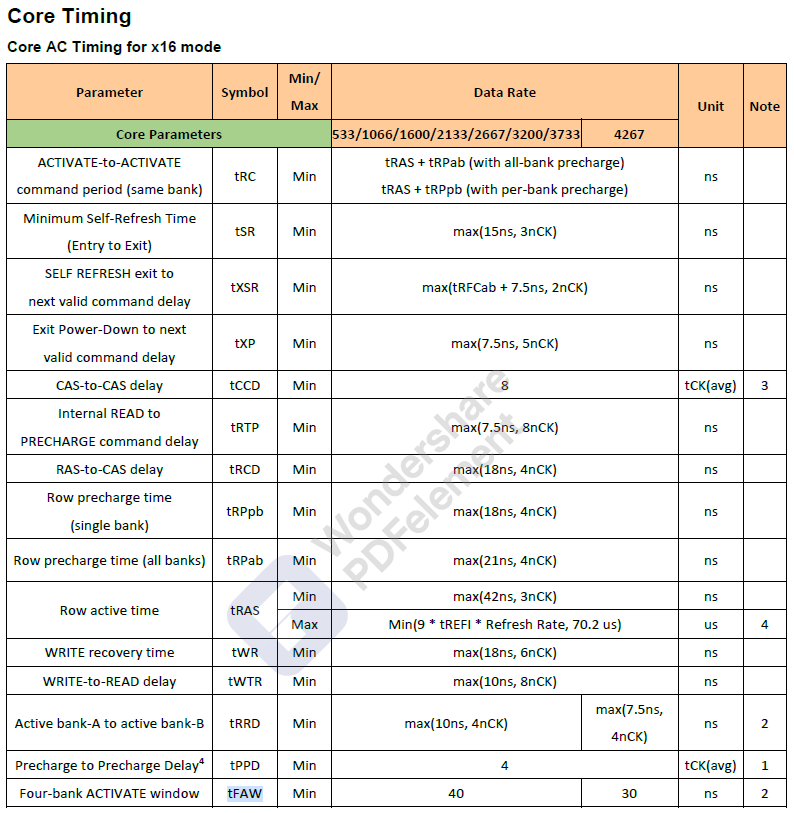 Core Timing
Core AC Timing for x16 mode
Parameter Symbol Min/ Max Data Rate Unit Note
Core Parameters 533/1066/1600/2133/2667/3200/3733 4267
ACTIVATE-to-ACTIVATE
command period (same bank) tRC Min tRAS + tRPab (with all-bank precharge)
tRAS + tRPpb (with per-bank precharge) ns
Minimum Self-Refresh Time
(Entry to Exit) tSR Min max(15ns, 3nCK) ns
SELF REFRESH exit to
next valid command delay tXSR Min max(tRFCab + 7.5ns, 2nCK) ns
Exit Power-Down to next
valid command delay tXP Min max(7.5ns, 5nCK) ns
CAS-to-CAS delay tCCD Min 8 tCK(avg) 3
Internal READ to
PRECHARGE command delay tRTP Min max(7.5ns, 8nCK) ns
RAS-to-CAS delay tRCD Min max(18ns, 4nCK) ns
Row precharge time
(single bank) tRPpb Min max(18ns, 4nCK) ns
Row precharge time (all banks) tRPab Min max(21ns, 4nCK) ns
Row active time tRAS Min max(42ns, 3nCK) ns
Max Min(9 * tREFI * Refresh Rate, 70.2 us) us 4
WRITE recovery time tWR Min max(18ns, 6nCK) ns
WRITE-to-READ delay tWTR Min max(10ns, 8nCK) ns
Active bank-A to active bank-B tRRD Min max(10ns, 4nCK) max(7.5ns,
4nCK) ns 2
Precharge to Precharge Delay⁴ tPPD Min 4 tCK(avg) 1
Four-bank ACTIVATE window tFAW Min 40 30 ns 2
Wondershare
PDFelement